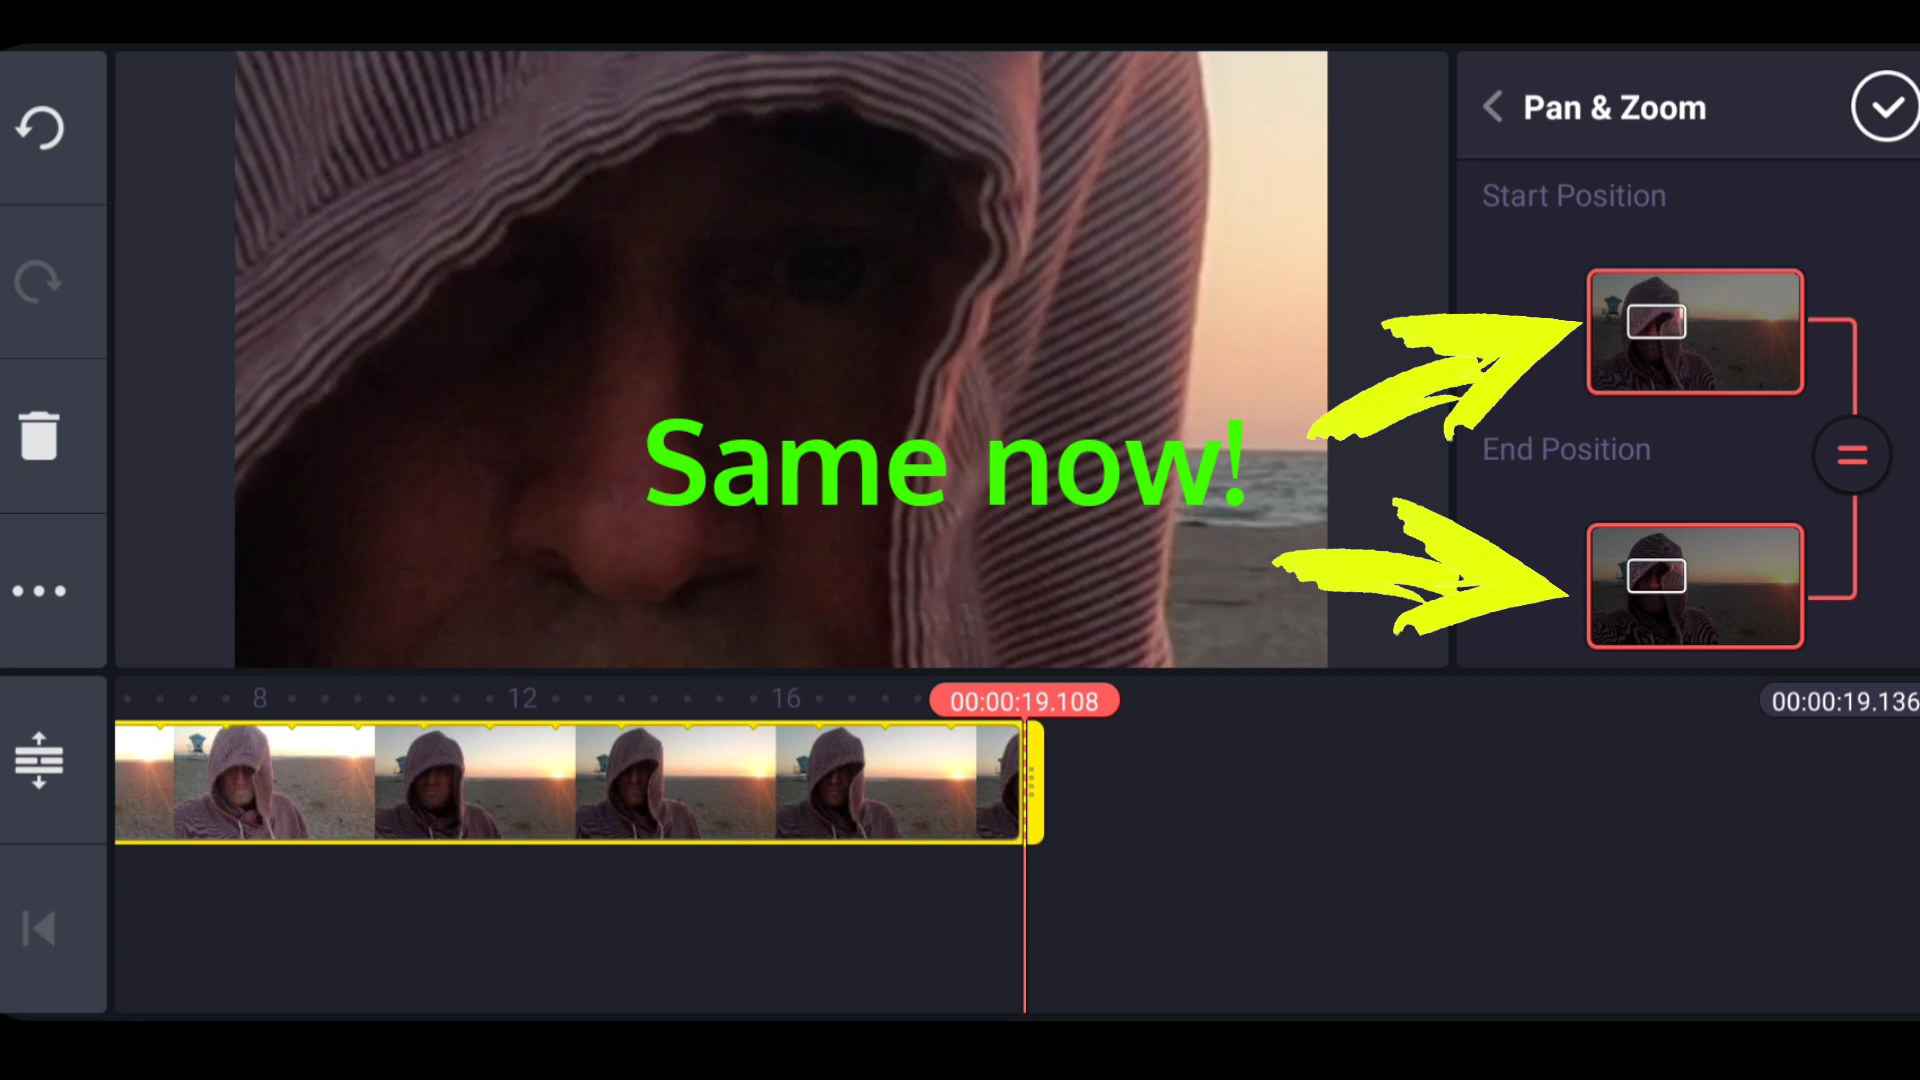 Pan & Zoom
Start Position
Same now!
End Position
8
12
16
00:00:19.108
00:00:19.136